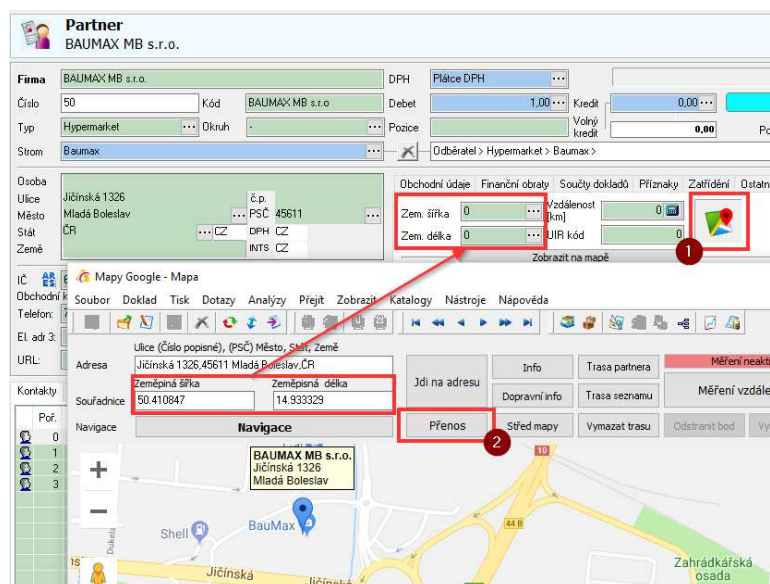 Partner
BAUMAX MB s.r.o.
Firma BAUMAX MB s.r.o. DPH Plátce DPH ...
Číslo 50 Kód BAUMAX MB s.r.o Debet 1,00 ... Kredit 0,00 ...
Typ Hypermarket ... Okruh - ... Pozice Volný kredit 0,00
Strom Baumax ... Odběratel > Hypermarket > Baumax >
Osoba Obchodní údaje Finanční obraty Součty dokladů Příznaky Zatřídění Ostatn
Ulice Jičínská 1326 č.p.
Město Mladá Boleslav ... PSČ 45611 ... Zem. šířka 0 ... Vzdálenost [km] 0
Stát ČR ... CZ DPH CZ Zem. délka 0 ... UIR kód 0
Země INTS CZ Zobrazit na mapě
1
IČ ARES
Obchodní k
Telefon:
El. adr 3:
URL:
Kontakty
Poř.
0
1
2
3
Mapy Google - Mapa
Soubor Doklad Tisk Dotazy Analýzy Přejít Zobrazit Katalogy Nástroje Nápověda
Ulice (Číslo popisné), (PSČ) Město, Stát, Země
Adresa Jičínská 1326,45611 Mladá Boleslav,ČR
Zeměpiná šířka Zeměpisná délka
Souřadnice 50.410847 14.933329
Navigace Navigace
Jdi na adresu Info Trasa partnera Měření neakti
Dopravní info Trasa seznamu Měření vzdále
Přenos Střed mapy Vymazat trasu Odstranit bod Vy
2
BAUMAX MB s.r.o.
Jičínská 1326
Mladá Boleslav
+
−
10
44 B
Shell
BauMax
Dukels
Jičínská
Jičínská
Zahrádkářská
osada